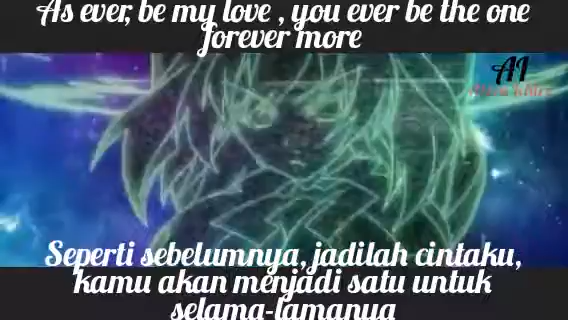 As ever, be my love , you ever be the one
forever more
AI
Seperti sebelumnya, jadilah cintaku,
kamu akan menjadi satu untuk
selama-lamanya